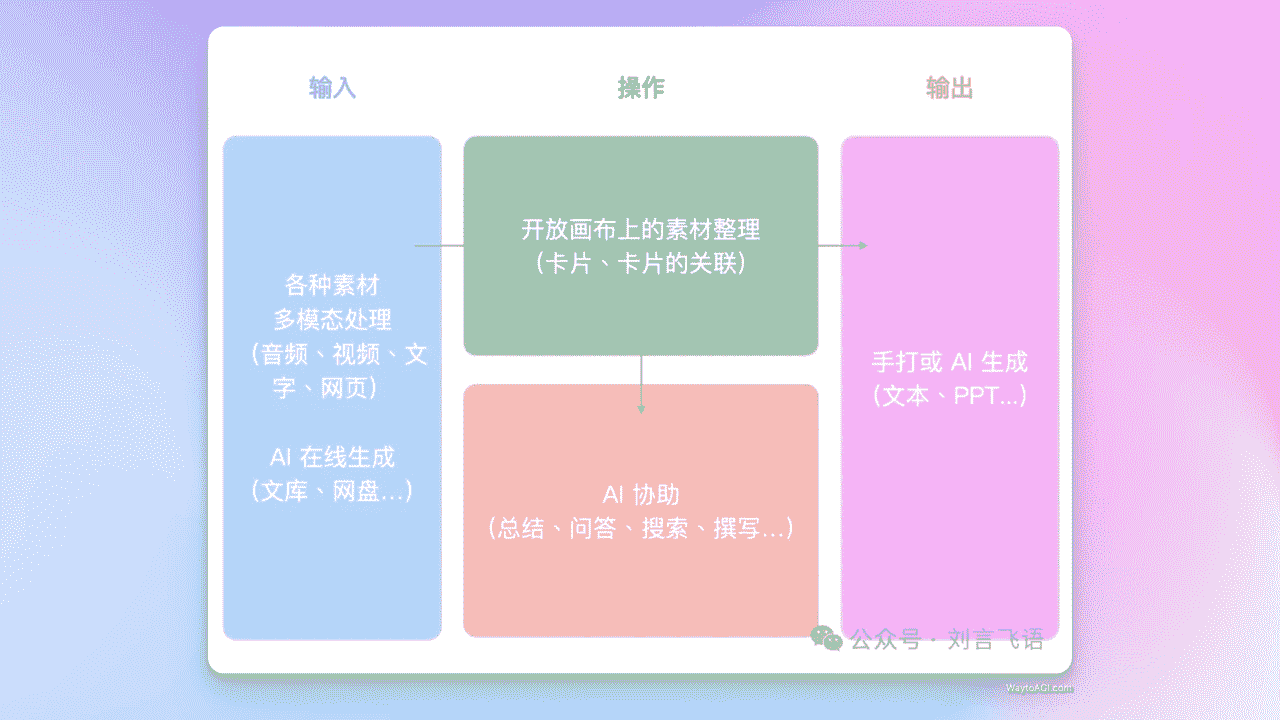 输入
操作
输出
各种素材
多模态处理
（音频、视频、文
字、网页）
AI 在线生成
（文库、网盘...）
开放画布上的素材整理
（卡片、卡片的关联）
AI 协助
（总结、问答、搜索、撰写...）
手打或 AI 生成
（文本、PPT...）
公众号 · 刘言飞语
WaytoAGI.com